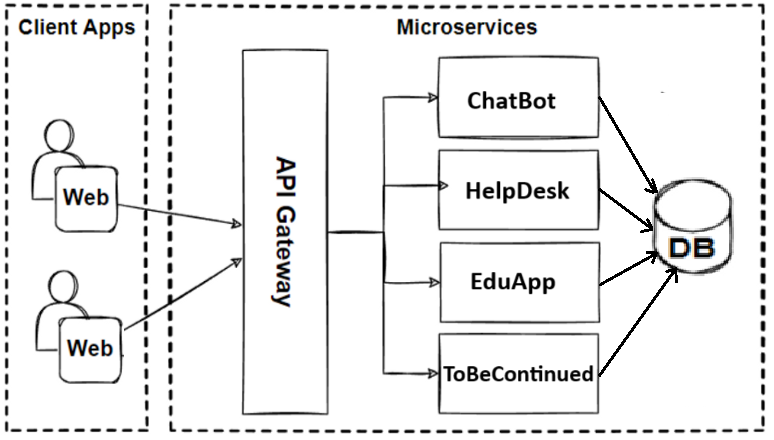 Client Apps
Microservices
Web
Web
API Gateway
ChatBot
HelpDesk
EduApp
ToBeContinued
DB